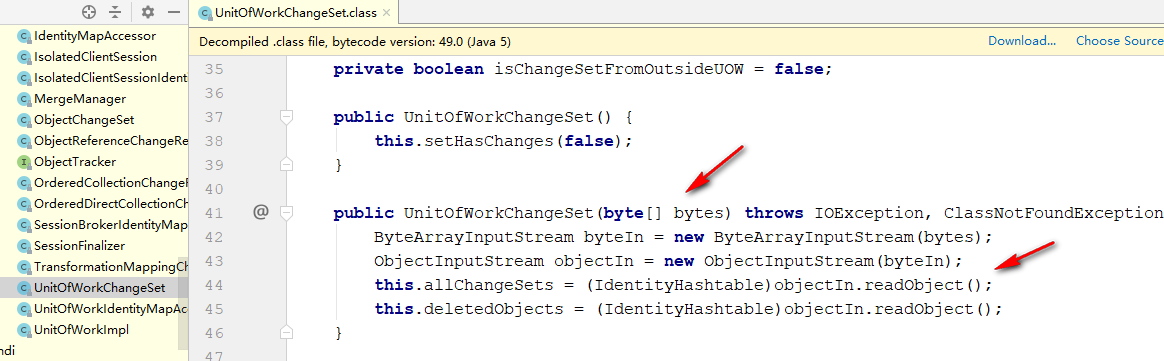 UnitOfWorkChangeSet.class
IdentityMapAccessor
IsolatedClientSession
IsolatedClientSessionIdent
MergeManager
ObjectChangeSet
ObjectReferenceChangeRe
ObjectTracker
OrderedCollectionChangeR
OrderedDirectCollectionCh
SessionBrokerIdentityMap
SessionFinalizer
TransformationMappingCh
UnitOfWorkChangeSet
UnitOfWorkIdentityMapAc
UnitOfWorkImpl
ndi
Decompiled .class file, bytecode version: 49.0 (Java 5) Download... Choose Source
35 private boolean isChangeSetFromOutsideUOW = false;
36
37 public UnitOfWorkChangeSet() {
38 this.setHasChanges(false);
39 }
40
41 @ public UnitOfWorkChangeSet(byte[] bytes) throws IOException, ClassNotFoundException
42 ByteArrayInputStream byteIn = new ByteArrayInputStream(bytes);
43 ObjectInputStream objectIn = new ObjectInputStream(byteIn);
44 this.allChangeSets = (IdentityHashtable)objectIn.readObject();
45 this.deletedObjects = (IdentityHashtable)objectIn.readObject();
46 }